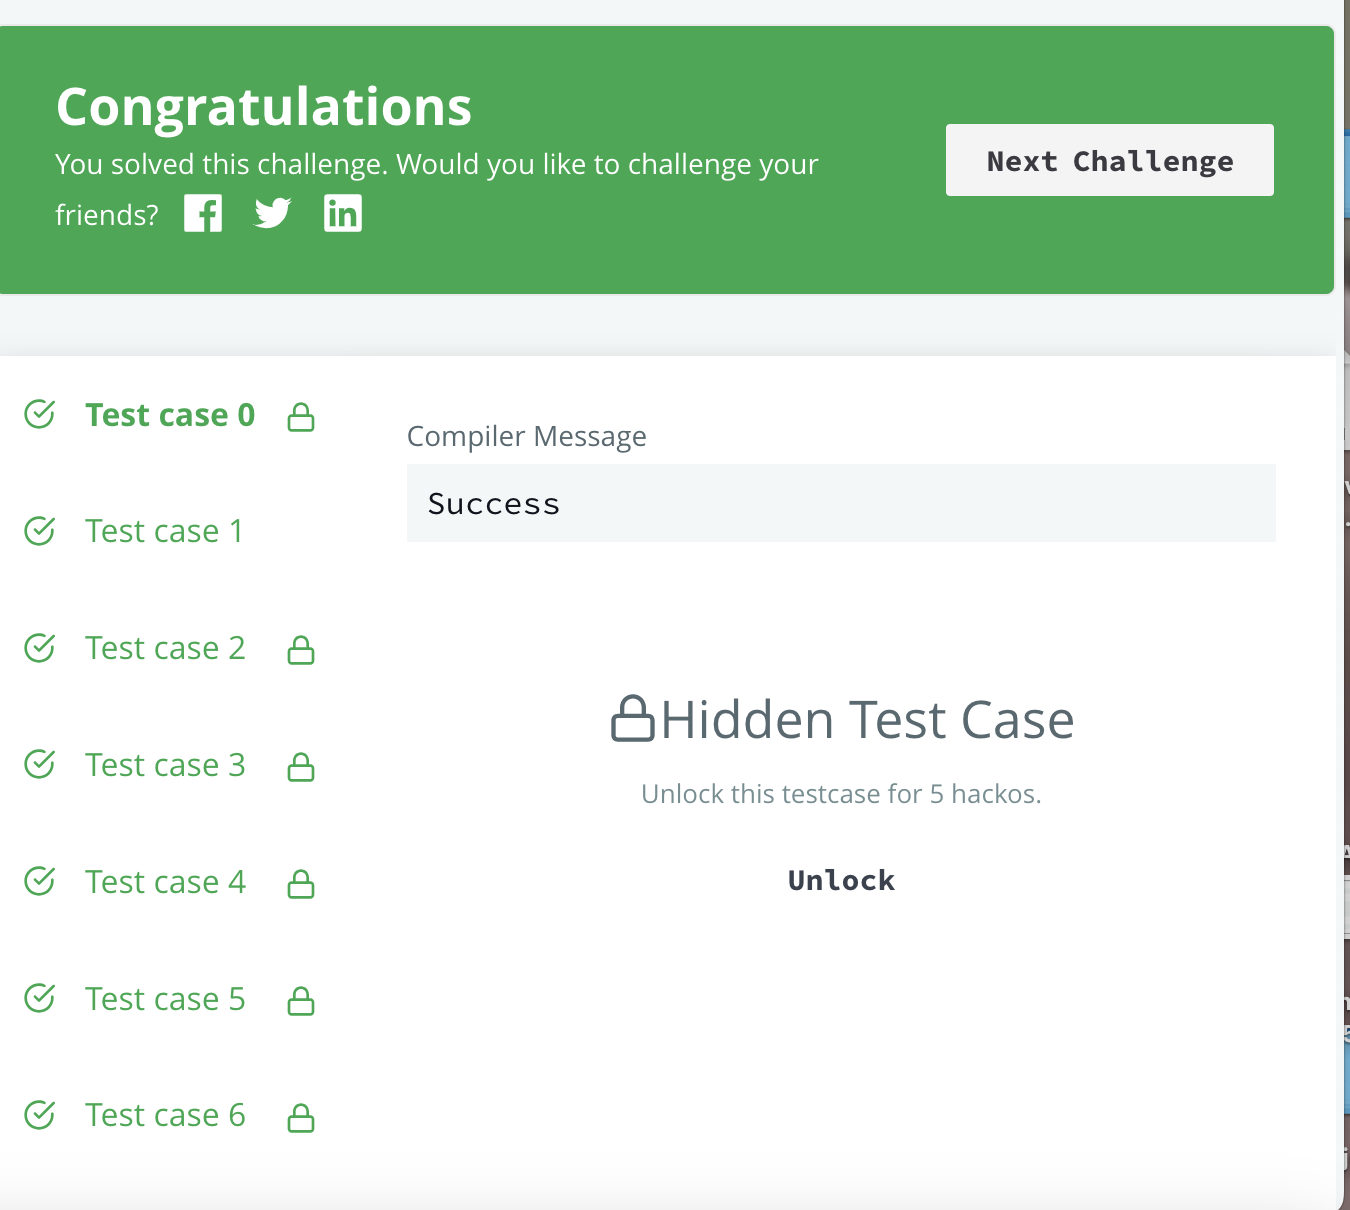 Congratulations
You solved this challenge. Would you like to challenge your
friends?
Next Challenge
Test case 0
Test case 1
Test case 2
Test case 3
Test case 4
Test case 5
Test case 6
Compiler Message
Success
Hidden Test Case
Unlock this testcase for 5 hackos.
Unlock